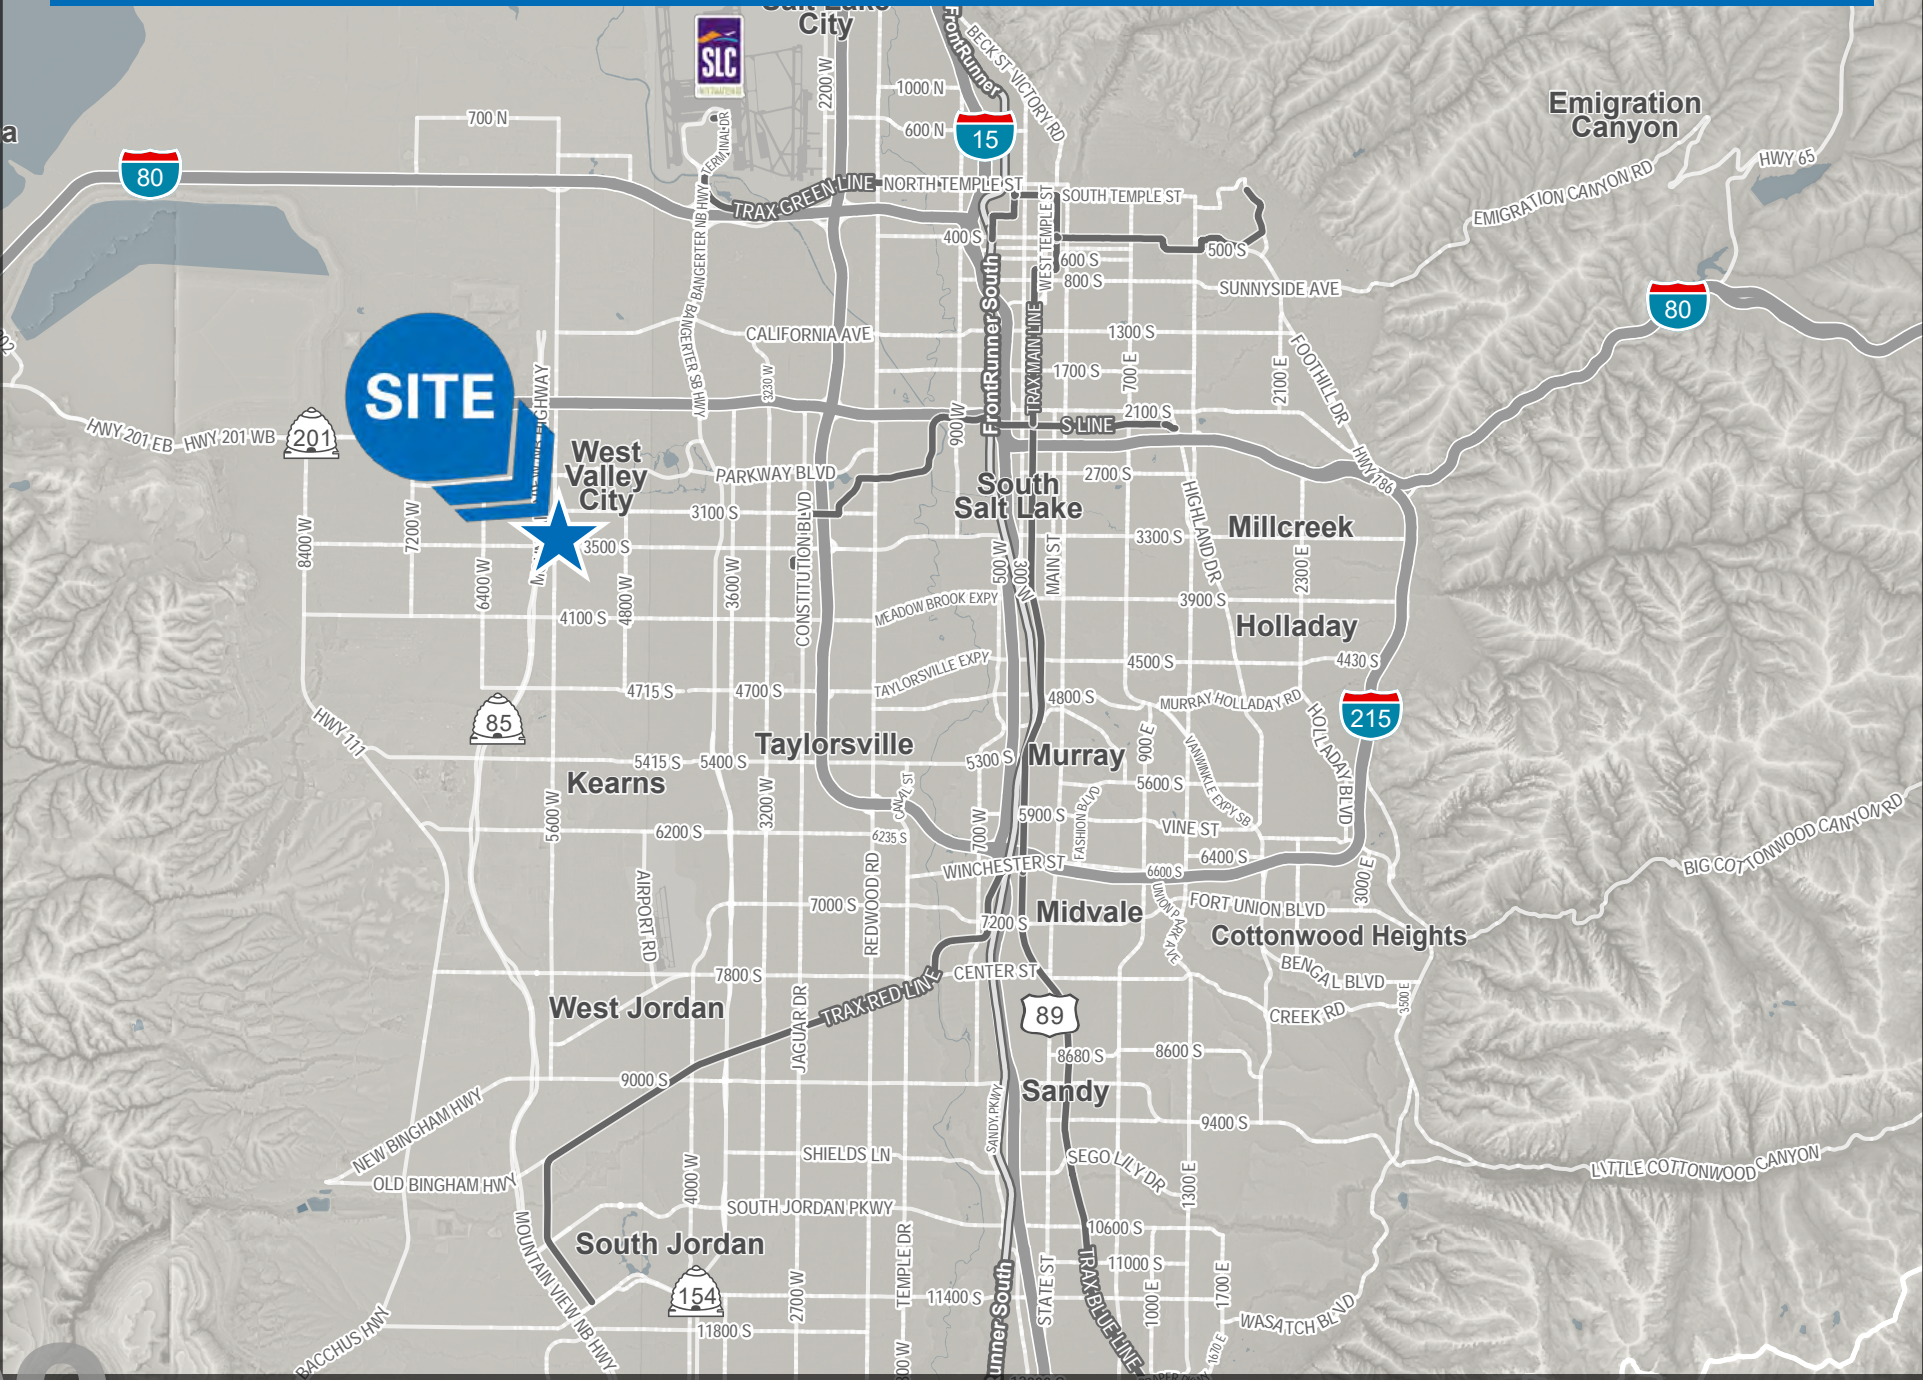 City
SLC
FrontRunner
BECK ST
VICTORY RD
2200 W
1000 N
600 N
15
Emigration
Canyon
HWY 65
EMIGRATION CANYON RD
a
700 N
TERMINAL DR
80
TRAX GREEN LINE
NORTH TEMPLE ST
SOUTH TEMPLE ST
WEST TEMPLE ST
400 S
500 S
600 S
800 S
SUNNYSIDE AVE
BANGERTER NB HWY
BANGERTER SB HWY
FrontRunner South
TRAX MAIN LINE
80
CALIFORNIA AVE
1300 S
FOOTHILL DR
1700 S
700 E
2100 E
3230 W
SITE
HIGHWAY
HWY 201 EB
HWY 201 WB
201
2100 S
S LINE
900 W
West
Valley
City
PARKWAY BLVD
2700 S
HWY 186
South
Salt Lake
HIGHLAND DR
Millcreek
3100 S
CONSTITUTION BLVD
8400 W
7200 W
3500 S
3300 S
6400 W
4800 W
3600 W
500 W
300 W
MAIN ST
2300 E
4100 S
MEADOW BROOK EXPY
3900 S
Holladay
TAYLORSVILLE EXPY
4500 S
4430 S
4715 S
4700 S
4800 S
MURRAY HOLLADAY RD
215
HOLLADAY BLVD
85
HWY 111
Taylorsville
Murray
900 E
VANWINKLE EXPY SB
5415 S
5400 S
5300 S
Kearns
5600 S
CANAL ST
FASHION BLVD
5600 W
3200 W
700 W
5900 S
VINE ST
6200 S
6235 S
6400 S
BIG COTTONWOOD CANYON RD
WINCHESTER ST
6600 S
3000 E
AIRPORT RD
REDWOOD RD
7000 S
Midvale
UNION PARK AVE
FORT UNION BLVD
7200 S
Cottonwood Heights
7800 S
CENTER ST
BENGAL BLVD
3500 E
TRAX RED LINE
West Jordan
JAGUAR DR
89
CREEK RD
8680 S
8600 S
9000 S
Sandy
NEW BINGHAM HWY
SANDY PKWY
9400 S
SHIELDS LN
SEGO LILY DR
LITTLE COTTONWOOD CANYON
OLD BINGHAM HWY
4000 W
1300 E
SOUTH JORDAN PKWY
10600 S
MOUNTAIN VIEW NB HWY
South Jordan
TEMPLE DR
11000 S
154
2700 W
11400 S
STATE ST
TRAX BLUE LINE
1000 E
1700 E
WASATCH BLVD
11800 S
BACCHUS HWY
1670 E